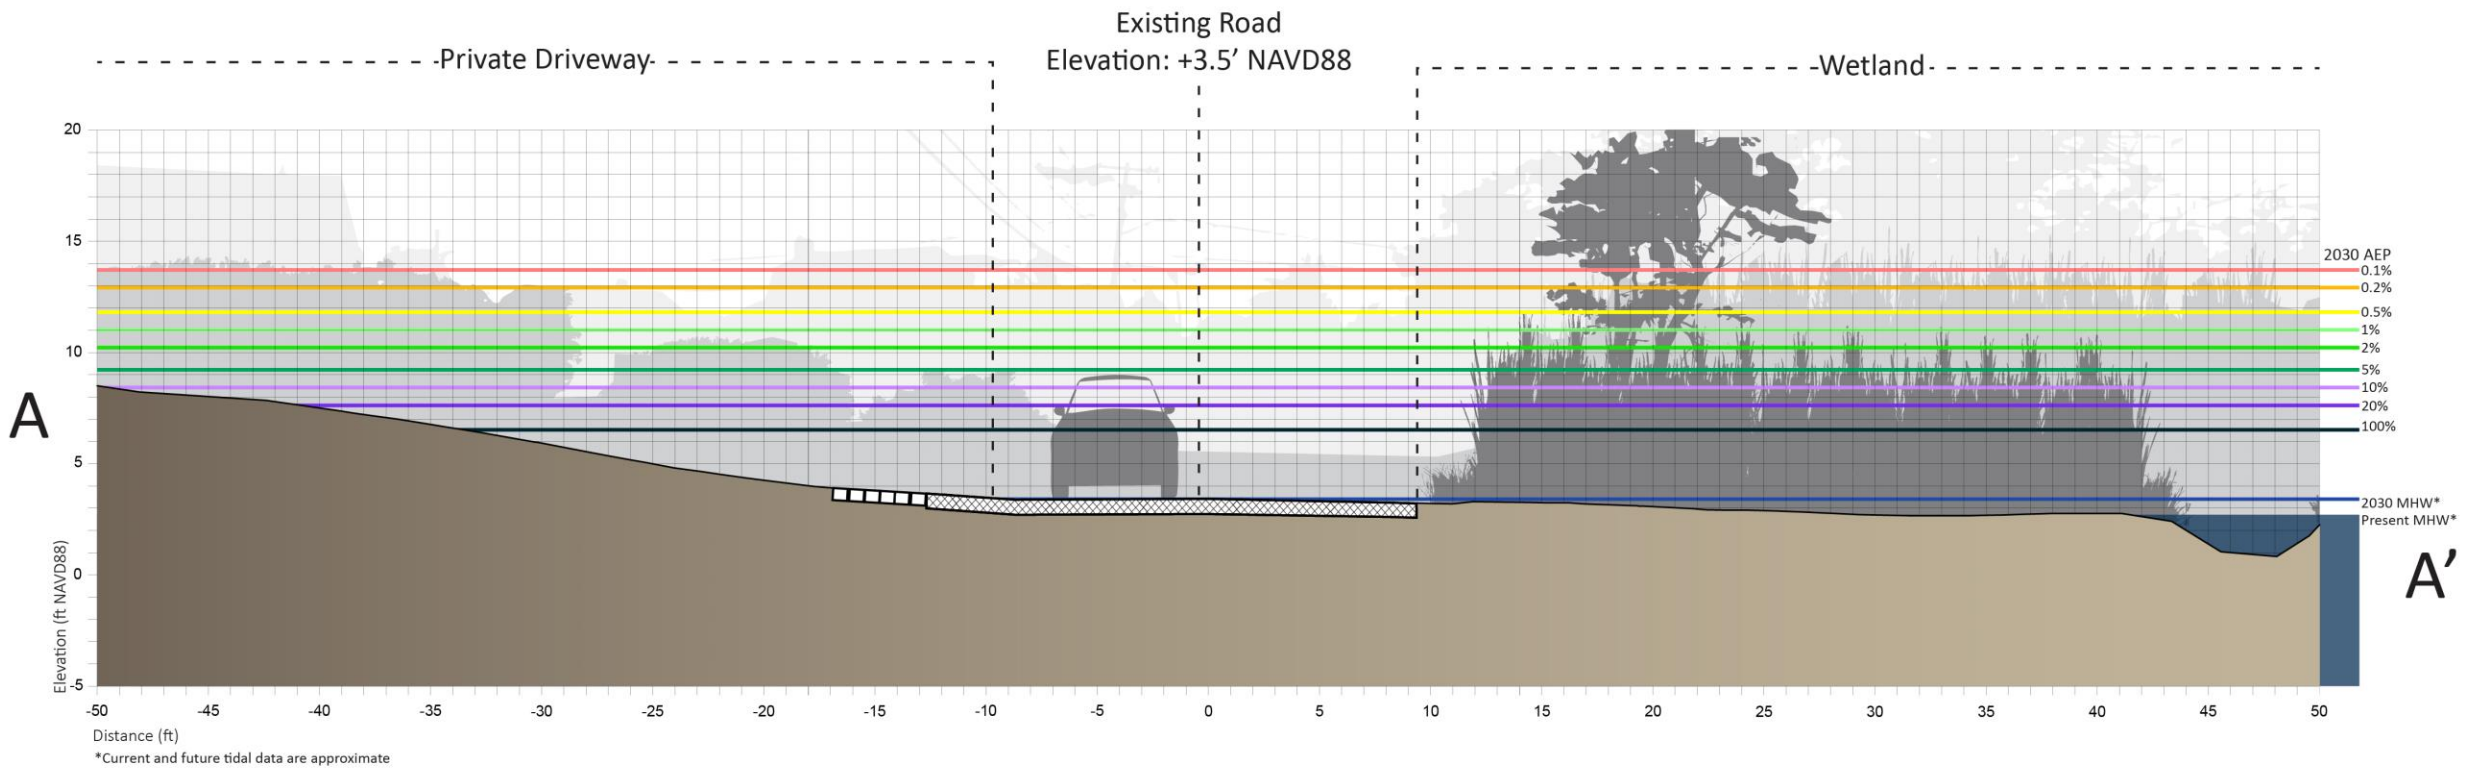 Existing Road
Private Driveway
Elevation: +3.5’ NAVD88
Wetland
20
15
10
5
0
-5
Elevation (ft NAVD88)
A
2030 AEP
0.1%
0.2%
0.5%
1%
2%
5%
10%
20%
100%
2030 MHW*
Present MHW*
A’
-50 -45 -40 -35 -30 -25 -20 -15 -10 -5 0 5 10 15 20 25 30 35 40 45 50
Distance (ft)
*Current and future tidal data are approximate